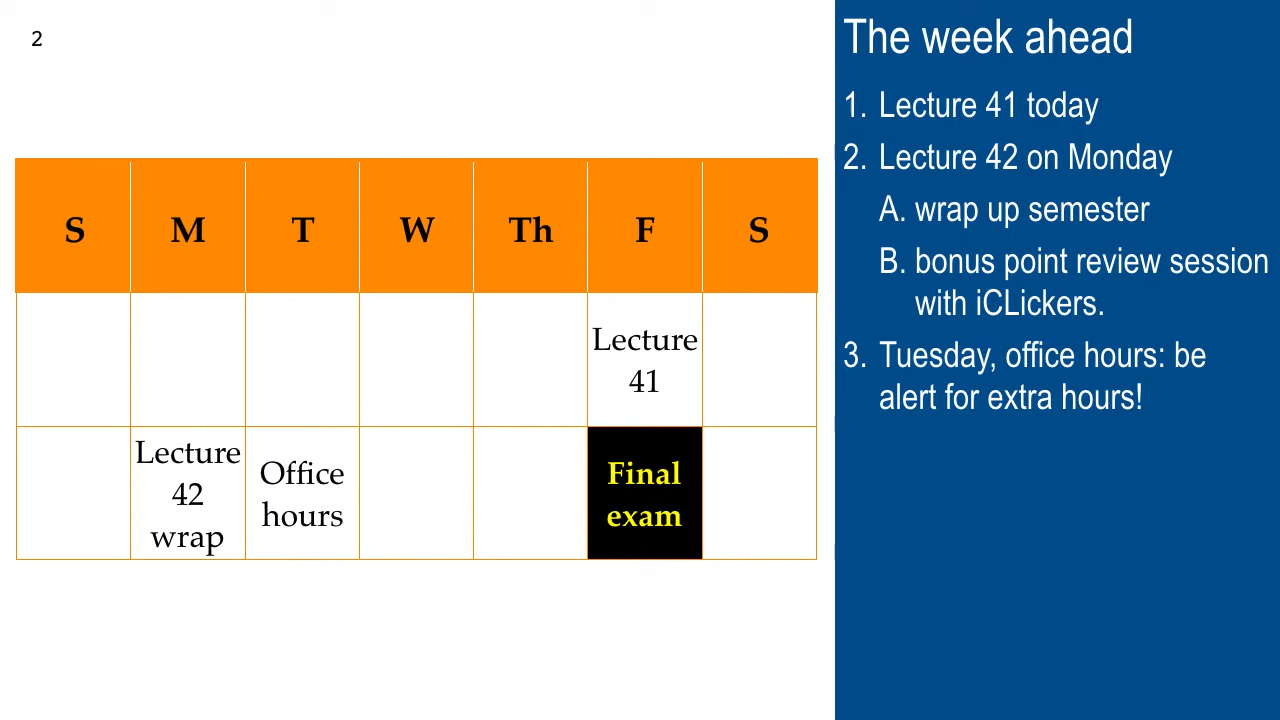 2
S M T W Th F S
Lecture
41
Lecture
42
wrap
Office
hours
Final
exam
The week ahead
1. Lecture 41 today
2. Lecture 42 on Monday
A. wrap up semester
B. bonus point review session
with iCLickers.
3. Tuesday, office hours: be
alert for extra hours!